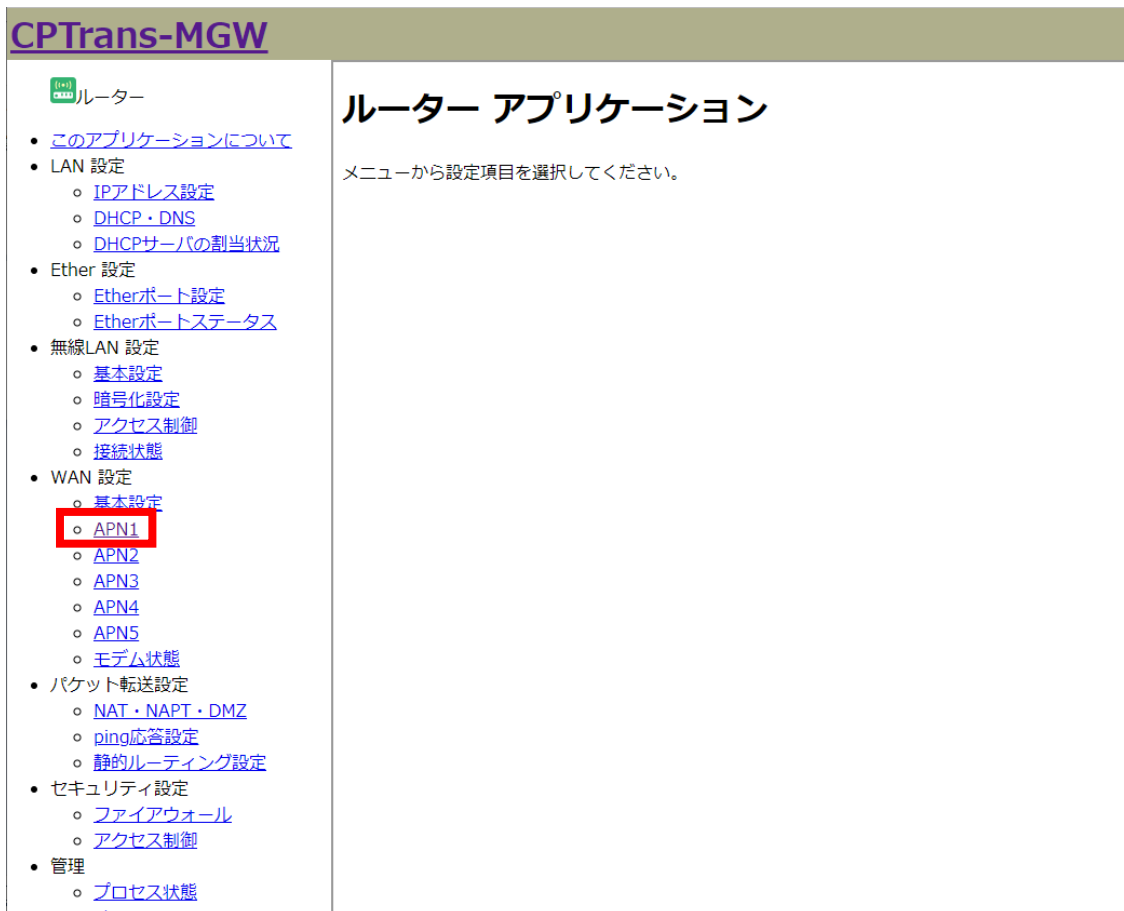 CPTrans-MGW
ルーター
このアプリケーションについて
LAN 設定
IPアドレス設定
DHCP・DNS
DHCPサーバの割当状況
Ether 設定
Etherポート設定
Etherポートステータス
無線LAN 設定
基本設定
暗号化設定
アクセス制御
接続状態
WAN 設定
基本設定
APN1
APN2
APN3
APN4
APN5
モデム状態
パケット転送設定
NAT・NAPT・DMZ
ping応答設定
静的ルーティング設定
セキュリティ設定
ファイアウォール
アクセス制御
管理
プロセス状態
ルーター アプリケーション
メニューから設定項目を選択してください。